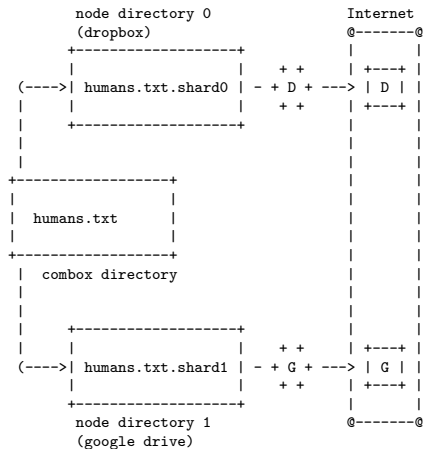 node directory 0 Internet
(dropbox) @-------@
+-------------------+ | |
| | + + | +---+ |
(---->| humans.txt.shard0 | - + D + ---> | D | |
| | | + + | +---+ |
| +-------------------+ | |
| | |
| | |
+------------------+ | |
| | | |
| humans.txt | | |
| | | |
+------------------+ | |
| combox directory | |
| | |
| | |
| +-------------------+ | |
| | | + + | +---+ |
(---->| humans.txt.shard1 | - + G + ---> | G | |
| | + + | +---+ |
+-------------------+ | |
node directory 1 @-------@
(google drive)